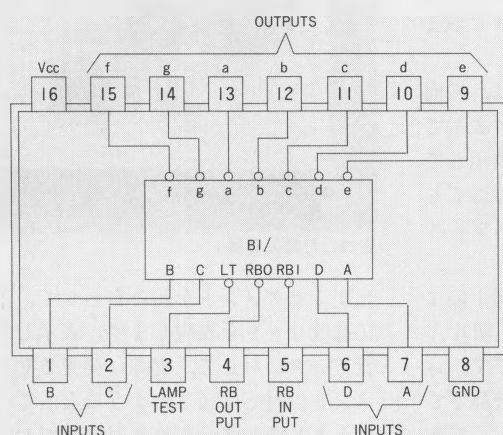 OUTPUTS
Vcc f g a b c d e
16 15 14 13 12 11 10 9
f g a b c d e
BI/
B C LT RBO RBI D A
1 2 3 4 5 6 7 8
B C LAMP TEST RB OUT PUT RB IN PUT D A GND
INPUTS INPUTS